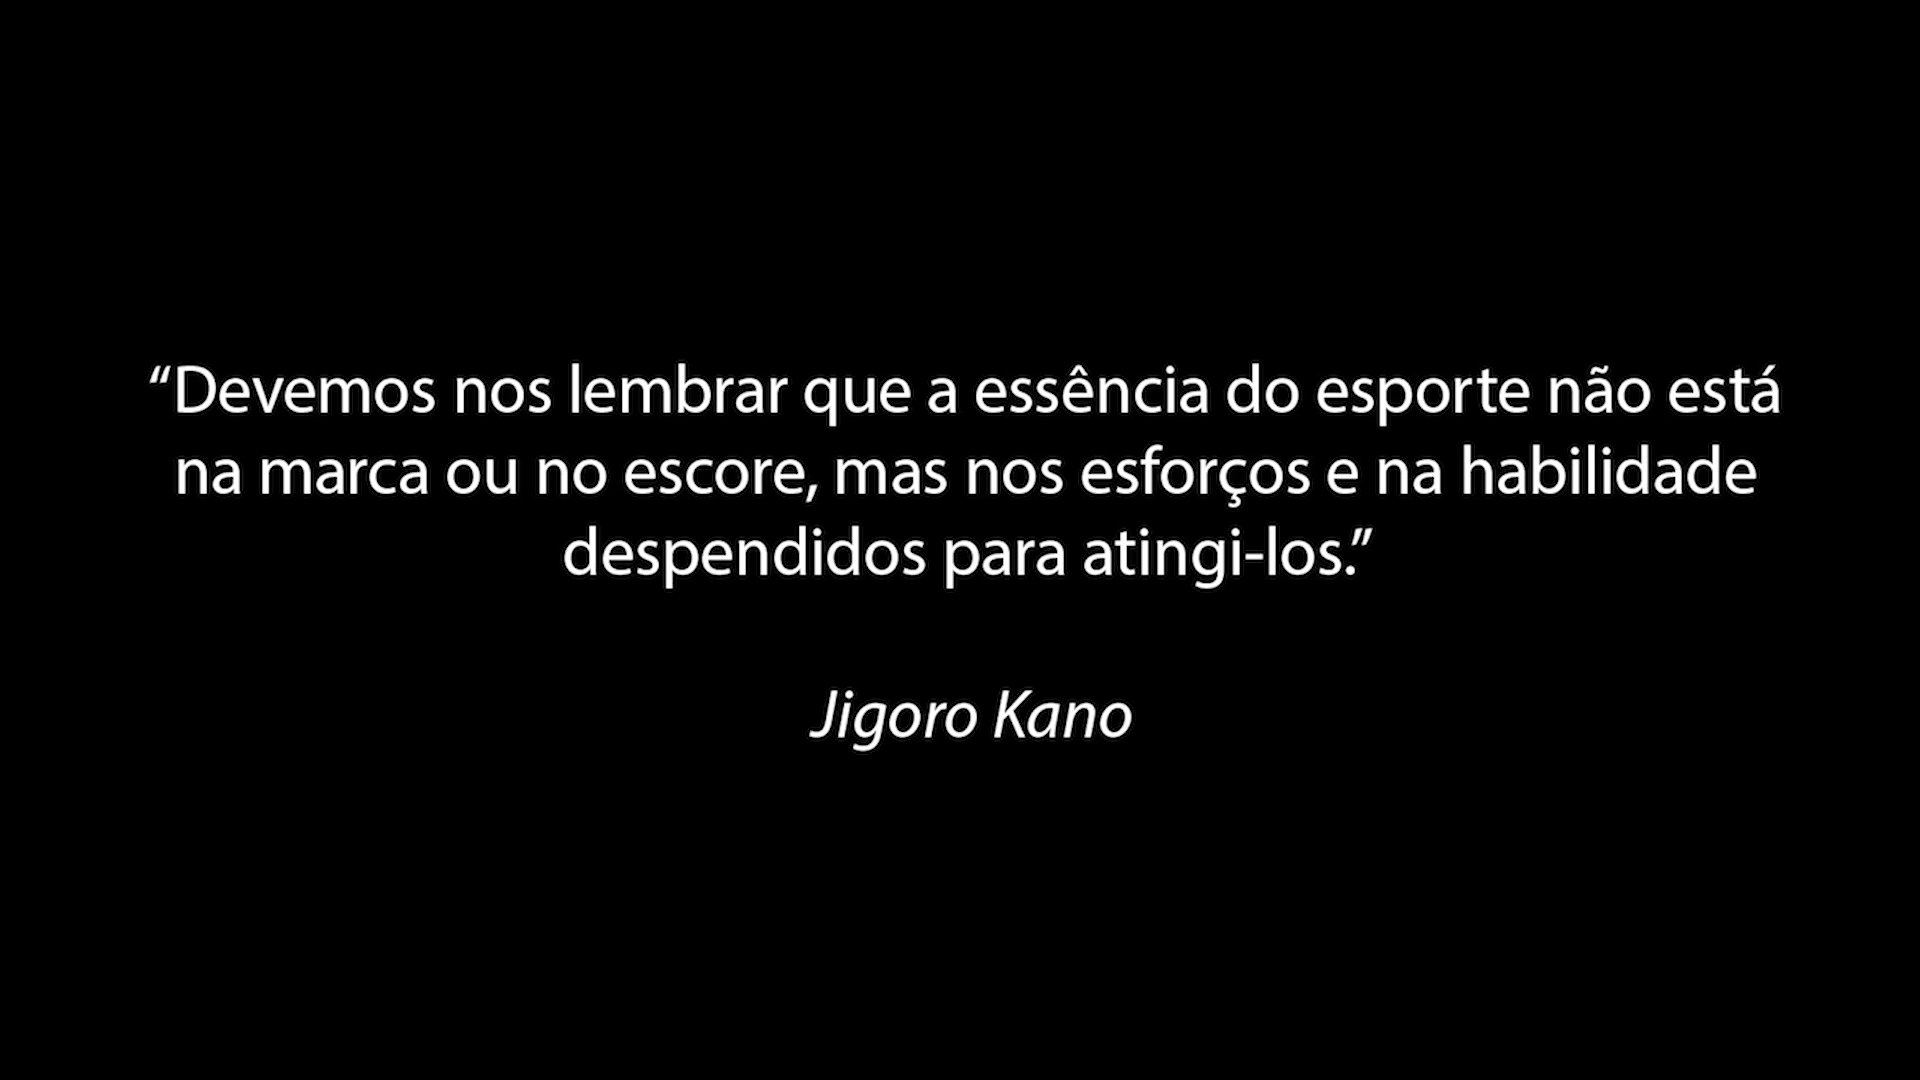 “Devemos nos lembrar que a essência do esporte não está
na marca ou no escore, mas nos esforços e na habilidade
despendidos para atingi-los.”
Jigoro Kano